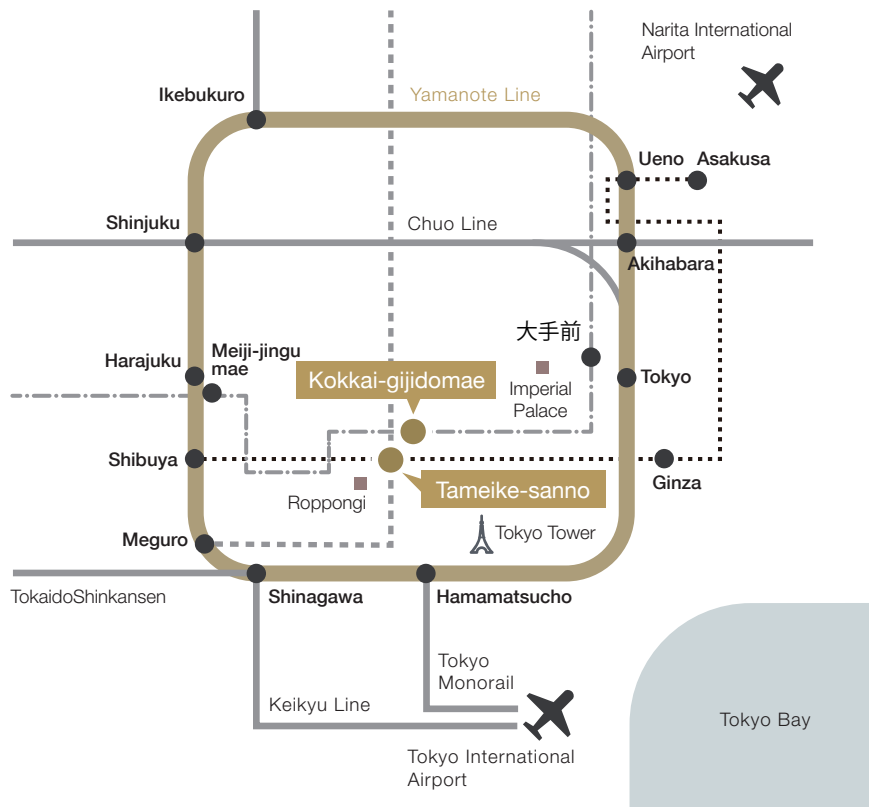 Narita International
Airport
Ikebukuro
Yamanote Line
Ueno
Asakusa
Shinjuku
Chuo Line
Akihabara
大手前
Harajuku
Meiji-jingu
mae
Kokkai-gijidomae
Imperial
Palace
Tokyo
Shibuya
Roppongi
Tameike-sanno
Ginza
Meguro
Tokyo Tower
TokaidoShinkansen
Shinagawa
Hamamatsucho
Tokyo
Monorail
Keikyu Line
Tokyo International
Airport
Tokyo Bay